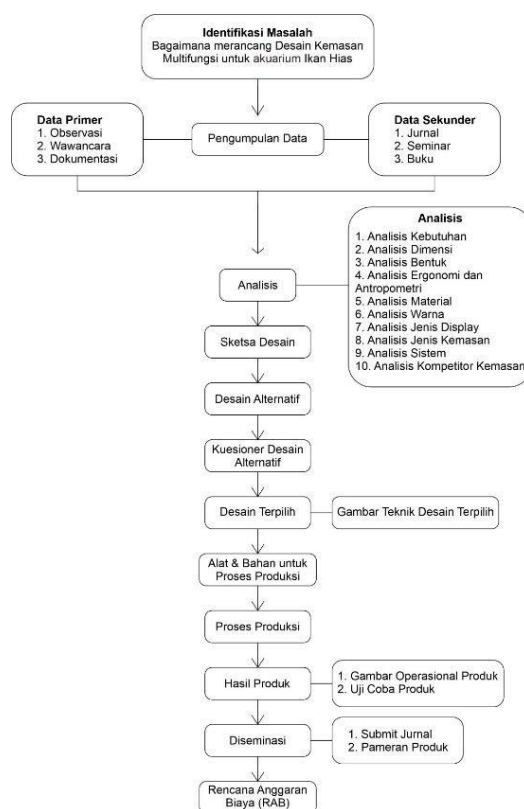 Identifikasi Masalah
Bagaimana merancang Desain Kemasan
Multifungsi untuk akuarium Ikan Hias
Data Primer
1. Observasi
2. Wawancara
3. Dokumentasi
Pengumpulan Data
Data Sekunder
1. Jurnal
2. Seminar
3. Buku
Analisis
1. Analisis Kebutuhan
2. Analisis Dimensi
3. Analisis Bentuk
4. Analisis Ergonomi dan
Antropometri
5. Analisis Material
6. Analisis Warna
7. Analisis Jenis Display
8. Analisis Jenis Kemasan
9. Analisis Sistem
10. Analisis Kompetitor Kemasan
Analisis
Sketsa Desain
Desain Alternatif
Kuesioner Desain
Alternatif
Desain Terpilih
Gambar Teknik Desain Terpilih
Alat & Bahan untuk
Proses Produksi
Proses Produksi
Hasil Produk
1. Gambar Operasional Produk
2. Uji Coba Produk
Diseminasi
1. Submit Jurnal
2. Pameran Produk
Rencana Anggaran
Biaya (RAB)